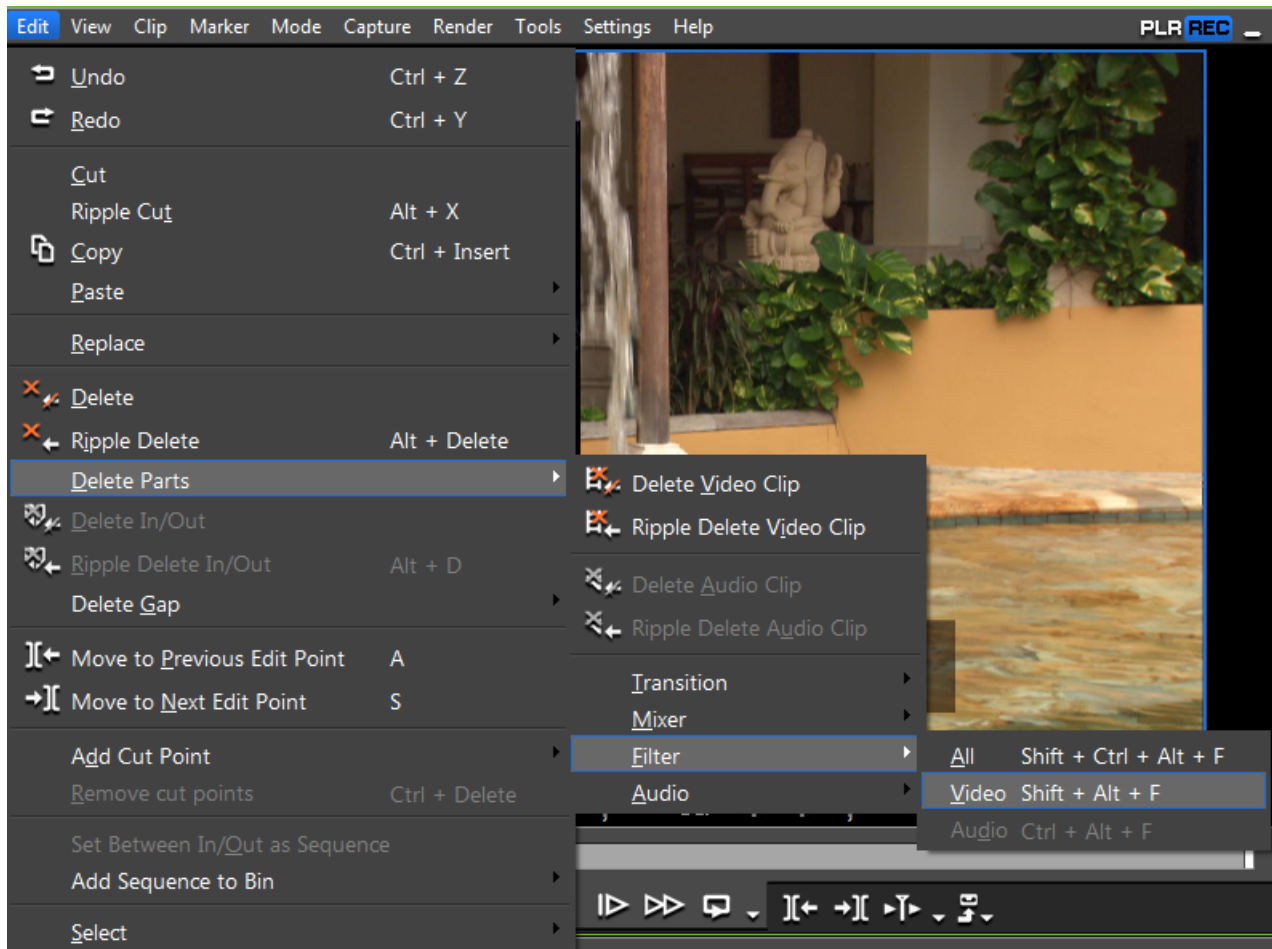 Edit View Clip Marker Mode Capture Render Tools Settings Help PLR REC
Undo Ctrl + Z
Redo Ctrl + Y
Cut
Ripple Cut Alt + X
Copy Ctrl + Insert
Paste
Replace
Delete
Ripple Delete Alt + Delete
Delete Parts
Delete In/Out
Ripple Delete In/Out Alt + D
Delete Gap
Move to Previous Edit Point A
Move to Next Edit Point S
Add Cut Point
Remove cut points Ctrl + Delete
Set Between In/Out as Sequence
Add Sequence to Bin
Select
Delete Video Clip
Ripple Delete Video Clip
Delete Audio Clip
Ripple Delete Audio Clip
Transition
Mixer
Filter
Audio
All Shift + Ctrl + Alt + F
Video Shift + Alt + F
Audio Ctrl + Alt + F